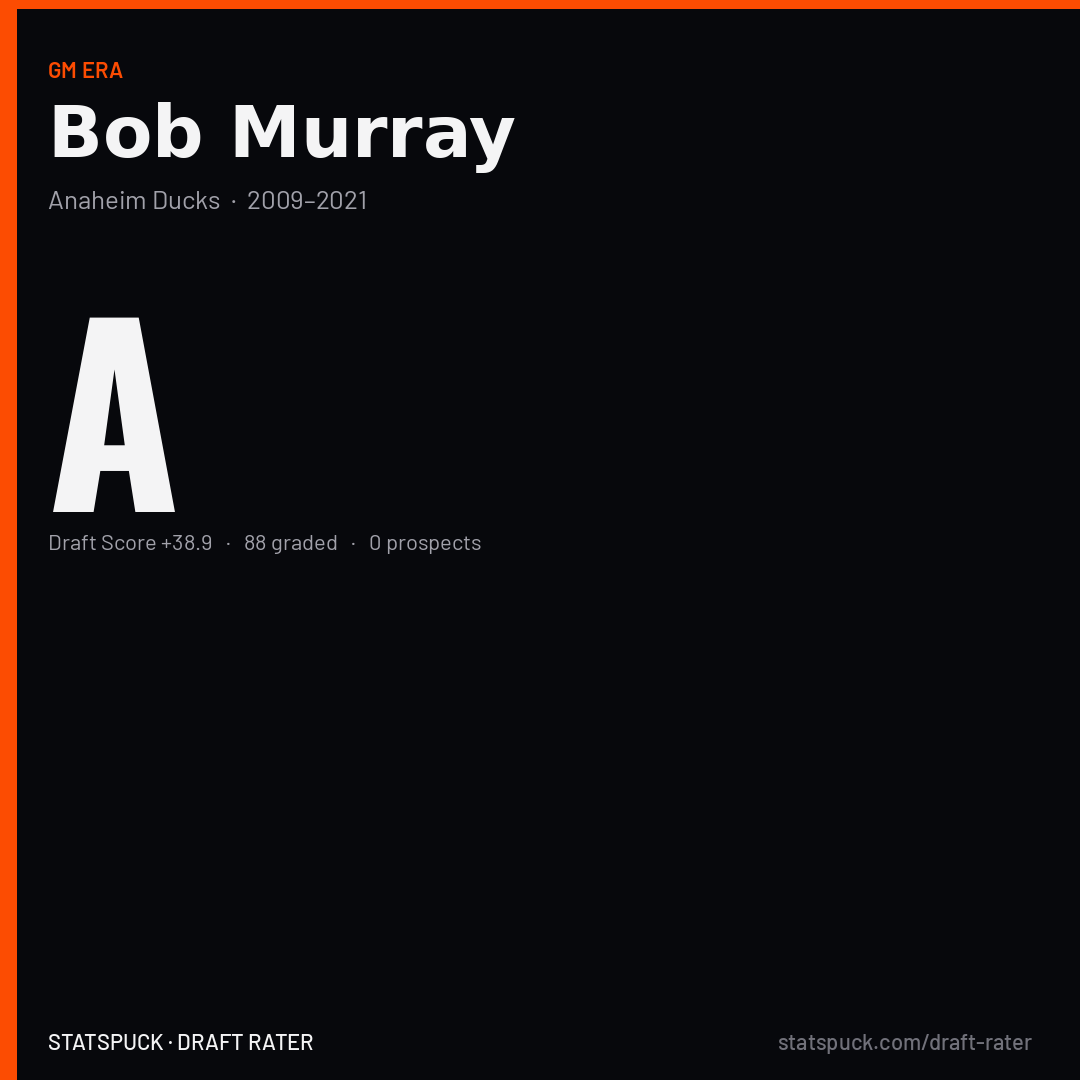 GM ERA
Bob Murray
Anaheim Ducks · 2009–2021
A
Draft Score +38.9 · 88 graded · 0 prospects
STATSPUCK · DRAFT RATER
statspuck.com/draft-rater